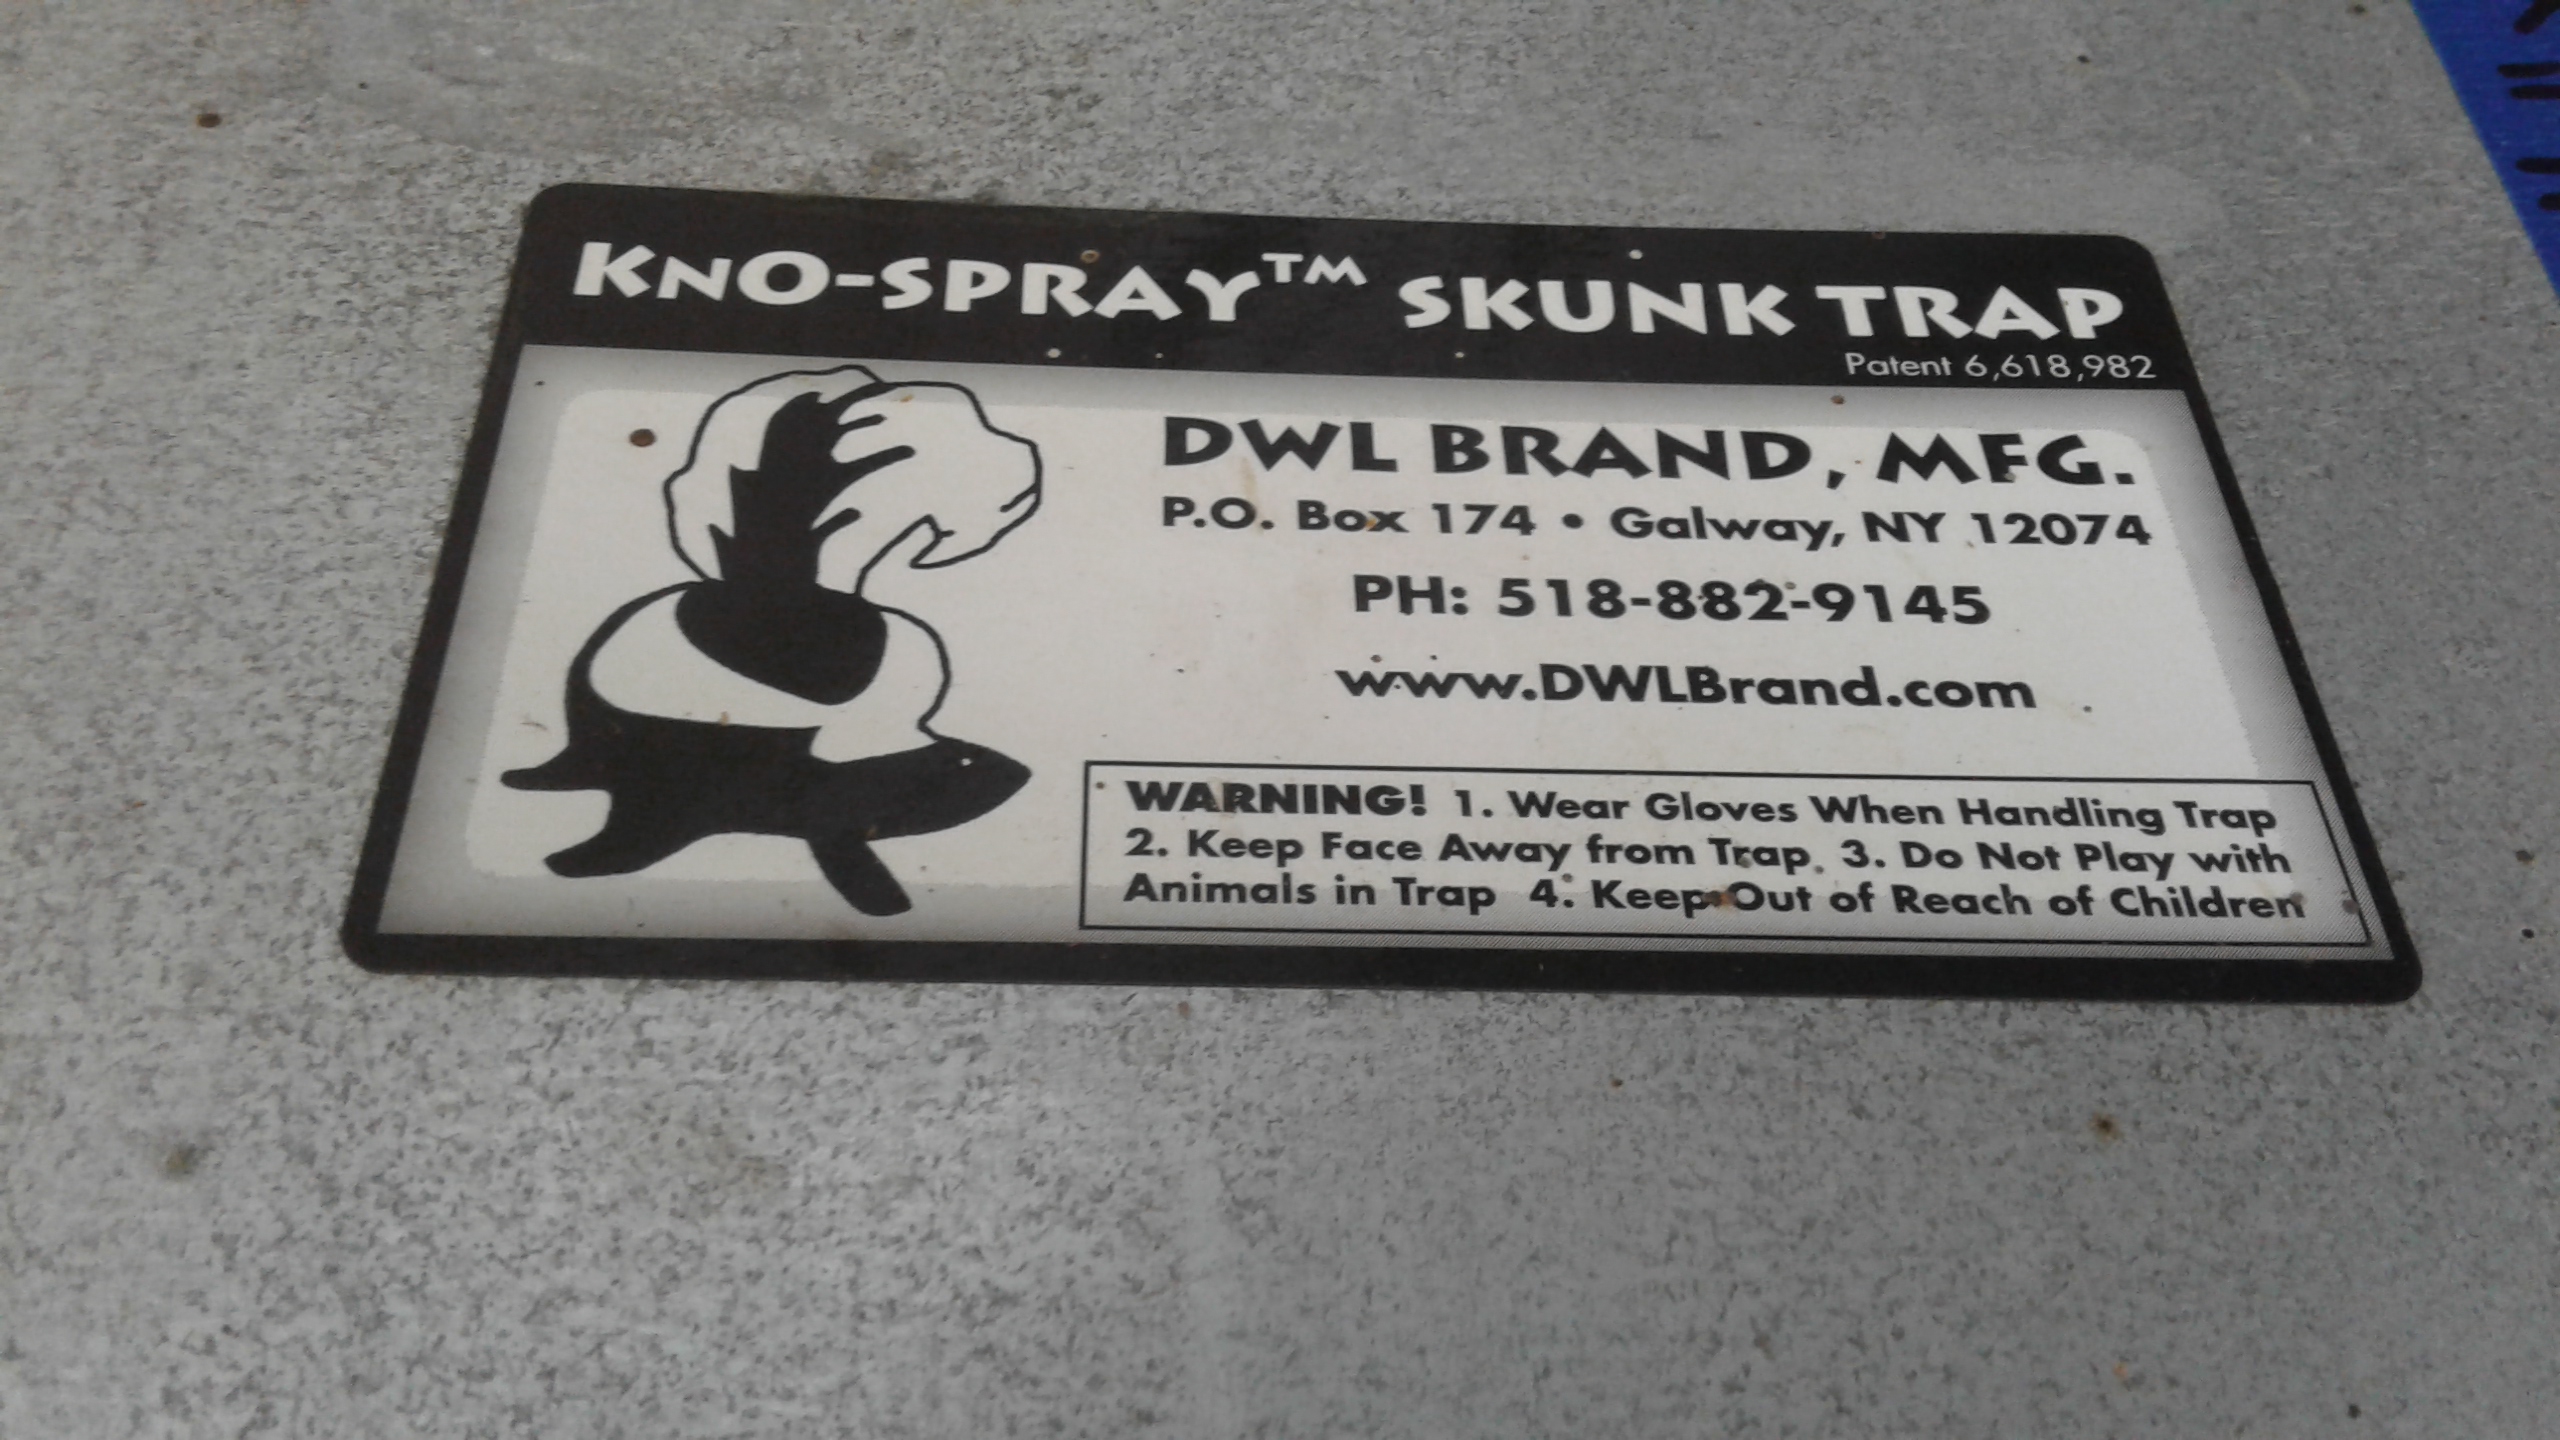 KNO-SPRAY™ SKUNK TRAP
Patent 6,618,982
DWL BRAND, MFG.
P.O. Box 174 • Galway, NY 12074
PH: 518-882-9145
www.DWLBrand.com
WARNING! 1. Wear Gloves When Handling Trap
2. Keep Face Away from Trap. 3. Do Not Play with
Animals in Trap 4. Keep Out of Reach of Children